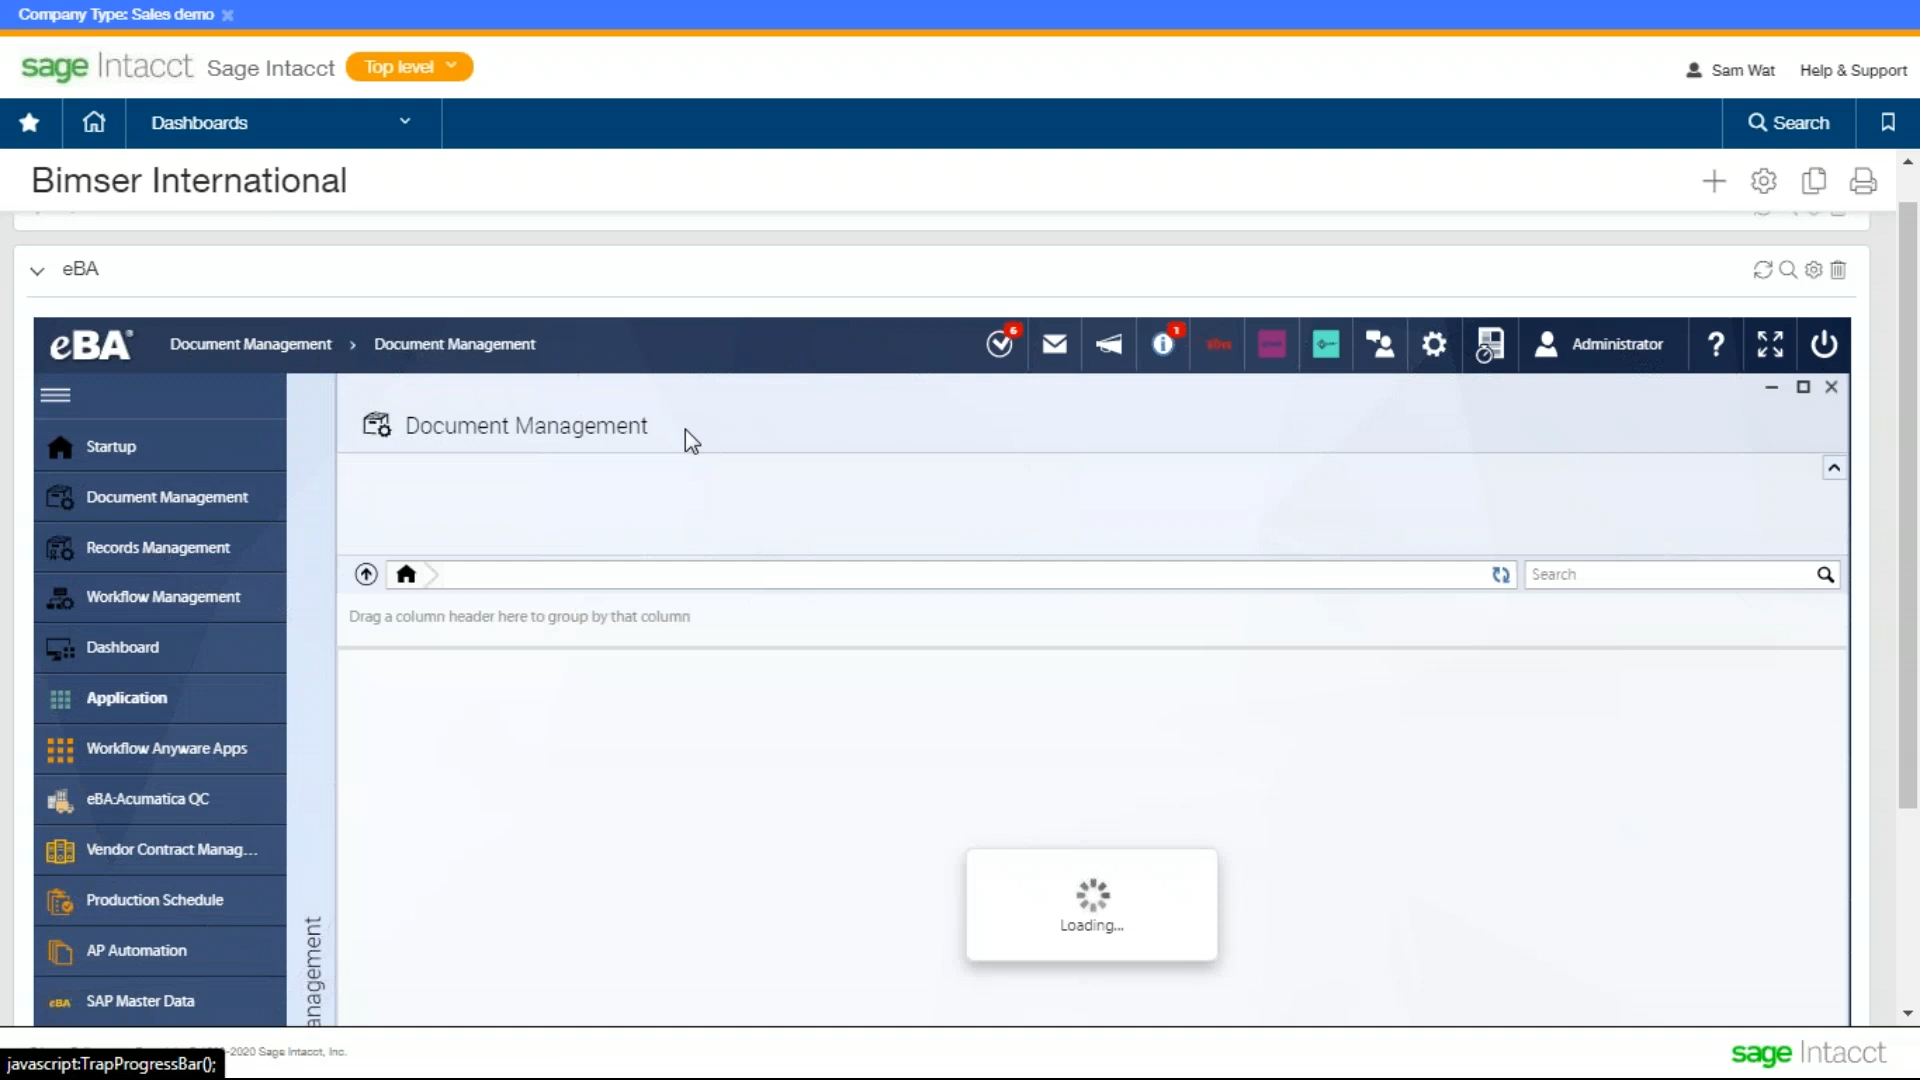 Company Type: Sales demo
sage Intacct Sage Intacct Top level
Sam Wat Help & Support
Dashboards
Search
Bimser International
eBA
eBA Document Management > Document Management
6
1
Administrator
?
Document Management
Startup
Document Management
Records Management
Workflow Management
Dashboard
Application
Workflow Anyware Apps
eBA:Acumatica QC
Vendor Contract Manag...
Production Schedule
AP Automation
eBA SAP Master Data
anagement
Search
Drag a column header here to group by that column
Loading...
-2020 Sage Intacct, Inc.
javascript:TrapProgressBar();
sage Intacct